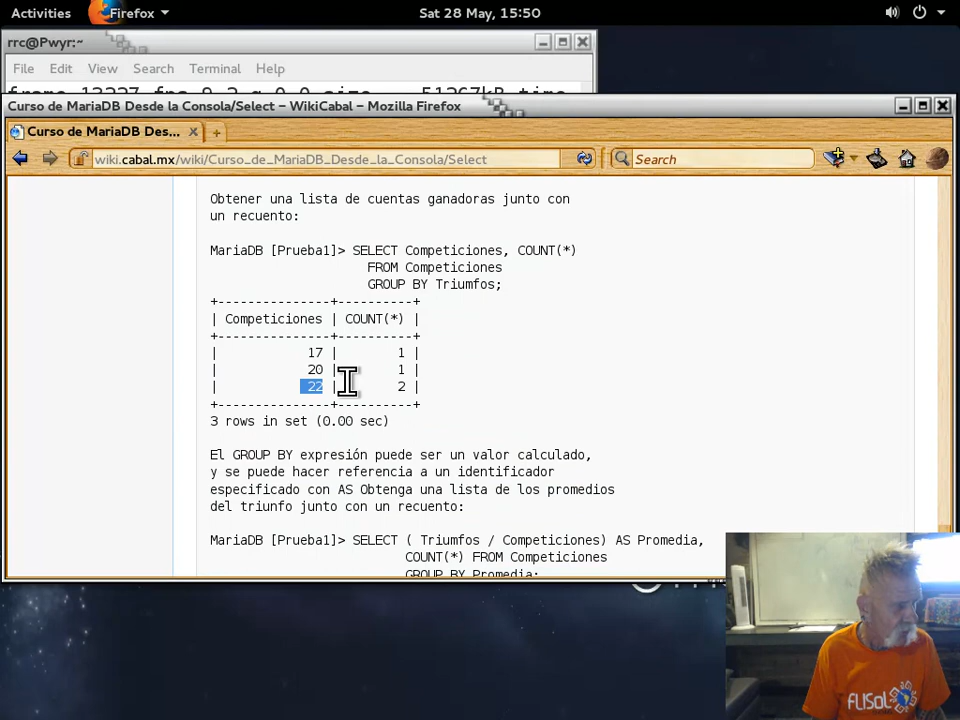 Activities Firefox Sat 28 May, 15:50
rrc@Pwyr:~
File Edit View Search Terminal Help
Curso de MariaDB Desde la Consola/Select – WikiCabal – Mozilla Firefox
Curso de MariaDB Des...
wiki.cabal.mx/wiki/Curso_de_MariaDB_Desde_la_Consola/Select Search
Obtener una lista de cuentas ganadoras junto con
un recuento:
MariaDB [Prueba1]> SELECT Competiciones, COUNT(*)
FROM Competiciones
GROUP BY Triumfos;
+---------------+----------+
| Competiciones | COUNT(*) |
+---------------+----------+
| 17 | 1 |
| 20 | 1 |
| 22 | 2 |
+---------------+----------+
3 rows in set (0.00 sec)
El GROUP BY expresión puede ser un valor calculado,
y se puede hacer referencia a un identificador
especificado con AS Obtenga una lista de los promedios
del triunfo junto con un recuento:
MariaDB [Prueba1]> SELECT ( Triumfos / Competiciones) AS Promedia,
COUNT(*) FROM Competiciones
GROUP BY Promedia;
FLISoL